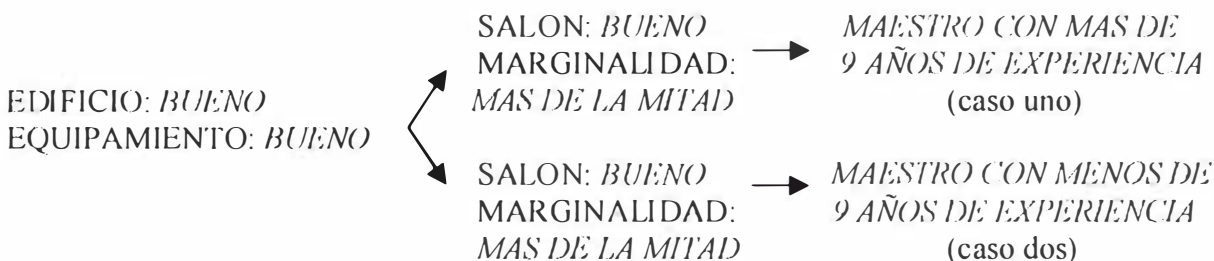 EDIFICIO: BUENO
EQUIPAMIENTO: BUENO
SALON: BUENO
MARGINALIDAD:
MAS DE LA MITAD
MAESTRO CON MAS DE
9 AÑOS DE EXPERIENCIA
(caso uno)
SALON: BUENO
MARGINALIDAD:
MAS DE LA MITAD
MAESTRO CON MENOS DE
9 AÑOS DE EXPERIENCIA
(caso dos)